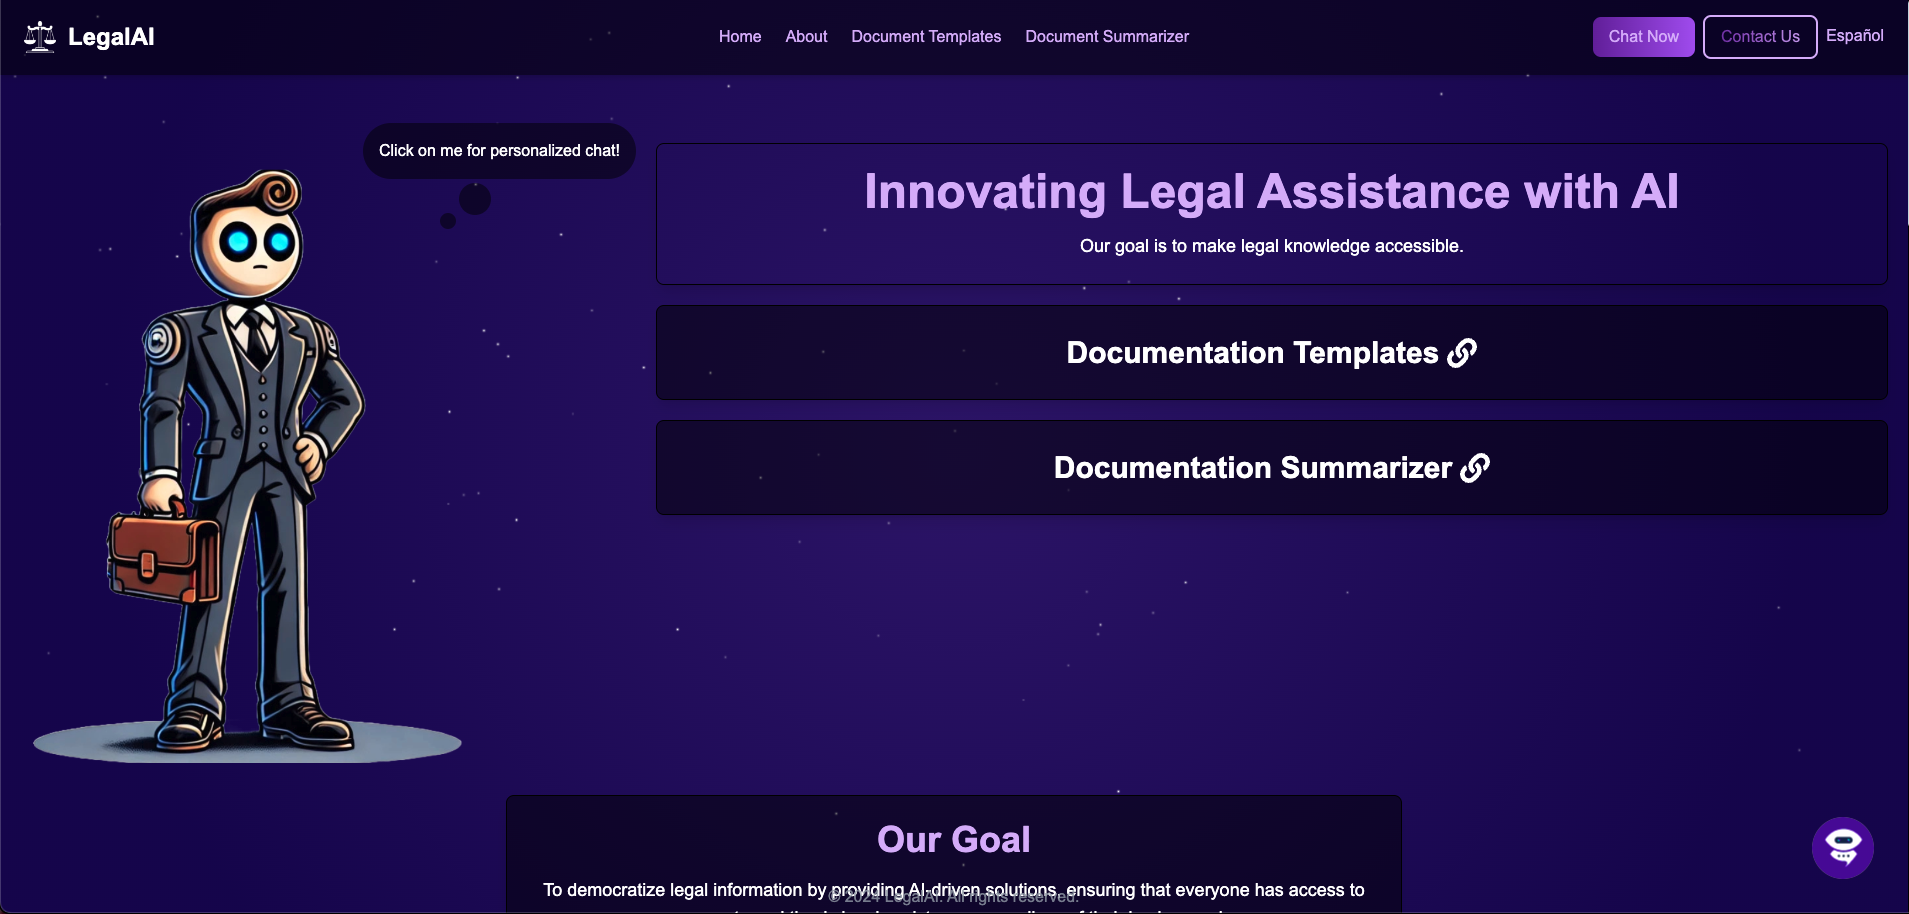 LegalAI
Home
About
Document Templates
Document Summarizer
Chat Now
Contact Us
Español
Click on me for personalized chat!
Innovating Legal Assistance with AI
Our goal is to make legal knowledge accessible.
Documentation Templates
Documentation Summarizer
Our Goal
To democratize legal information by providing AI-driven solutions, ensuring that everyone has access to
© 2024 LegalAI. All rights reserved.